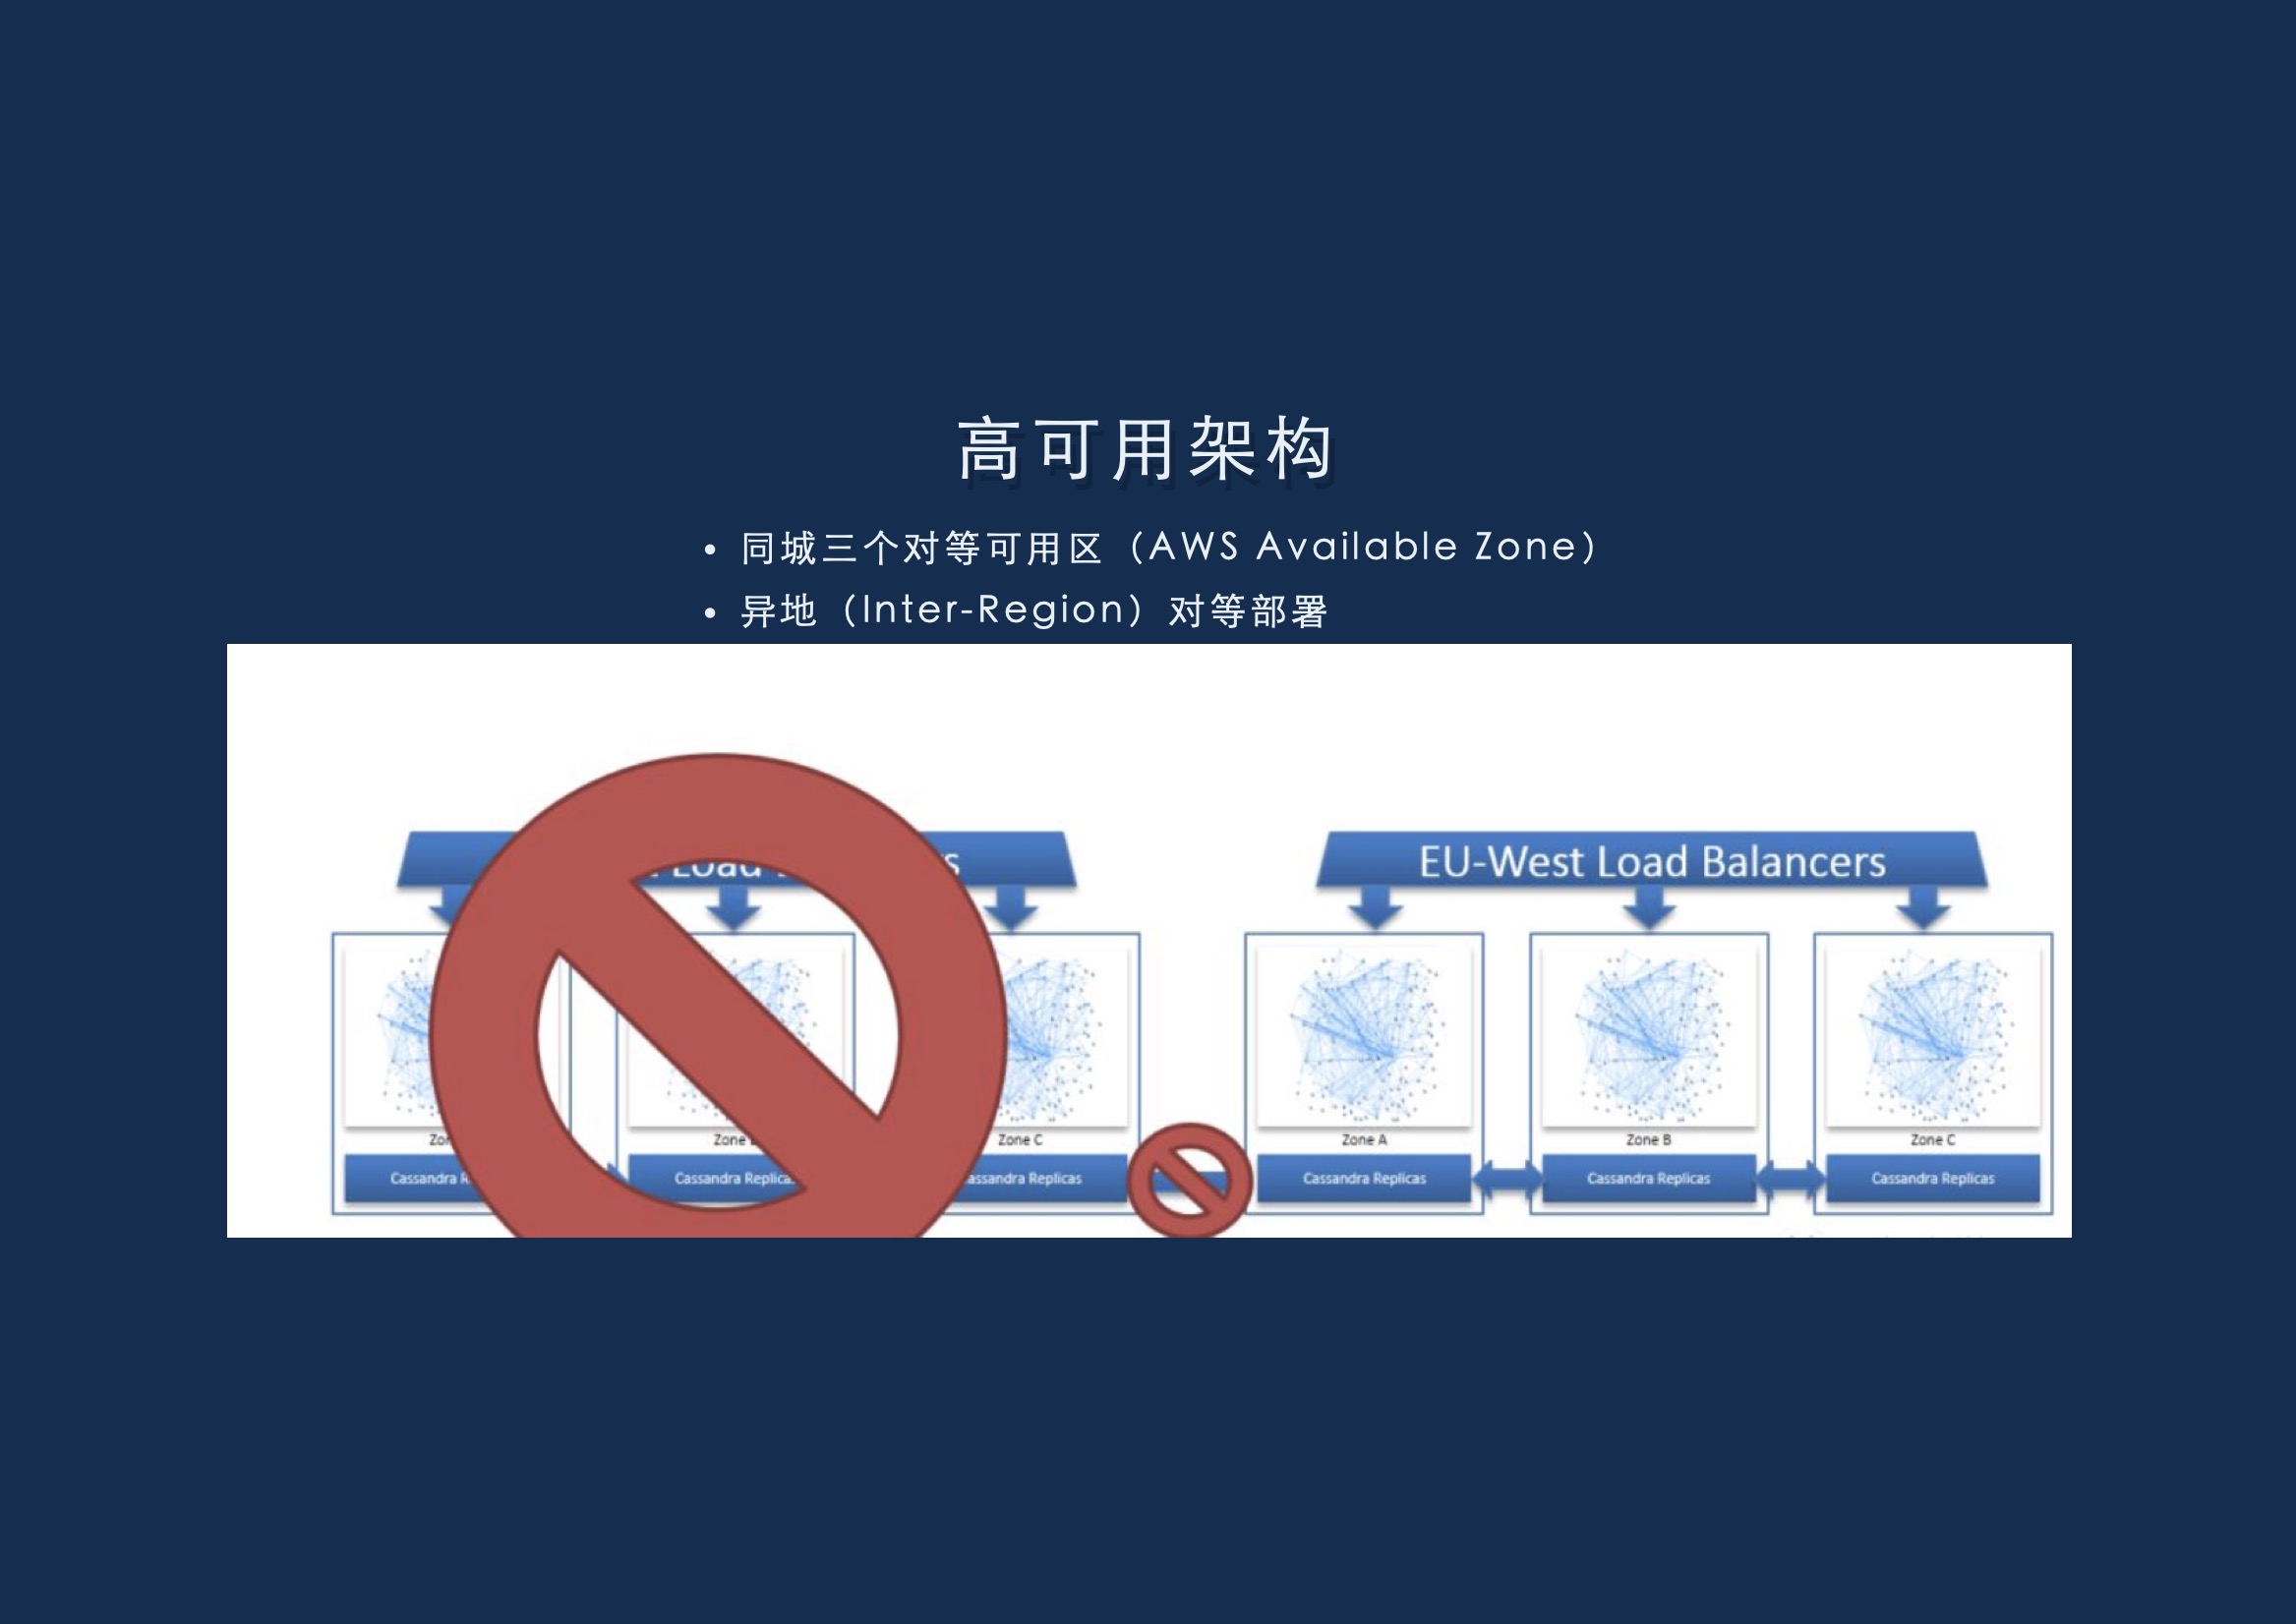 高可用架构
• 同城三个对等可用区（AWS Available Zone）
• 异地（Inter-Region）对等部署
Load
EU-West Load Balancers
Zone C
Zone A
Zone B
Zone C
Cassandra
Cassandra
Replicas
Cassandra Replicas
Cassandra Replicas
Cassandra Replicas